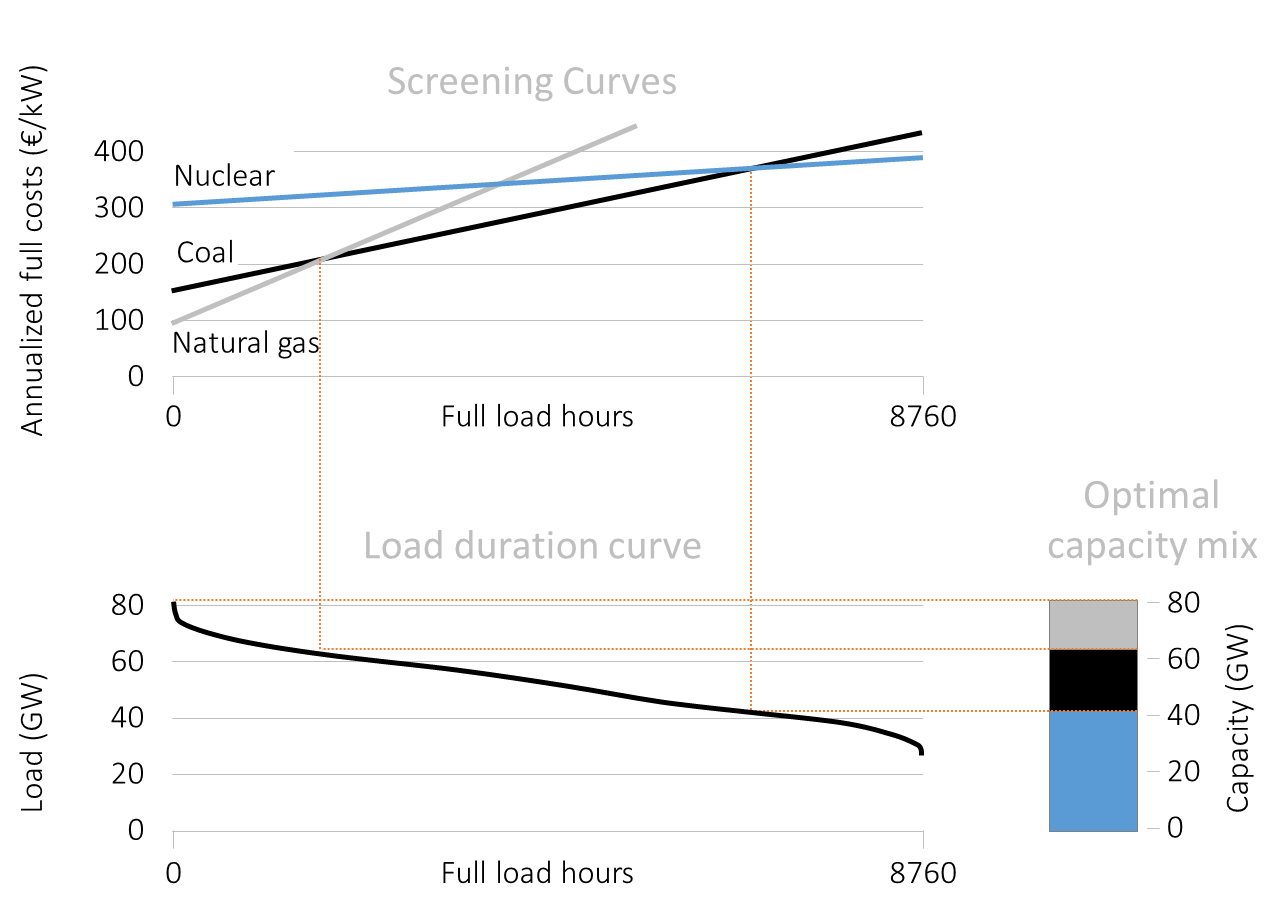 Screening Curves
Annualized full costs (€/kW)
400
300
200
100
0
Nuclear
Coal
Natural gas
0
Full load hours
8760
Load duration curve
Load (GW)
80
60
40
20
0
0
Full load hours
8760
Optimal
capacity mix
80
60
40
20
0
Capacity (GW)